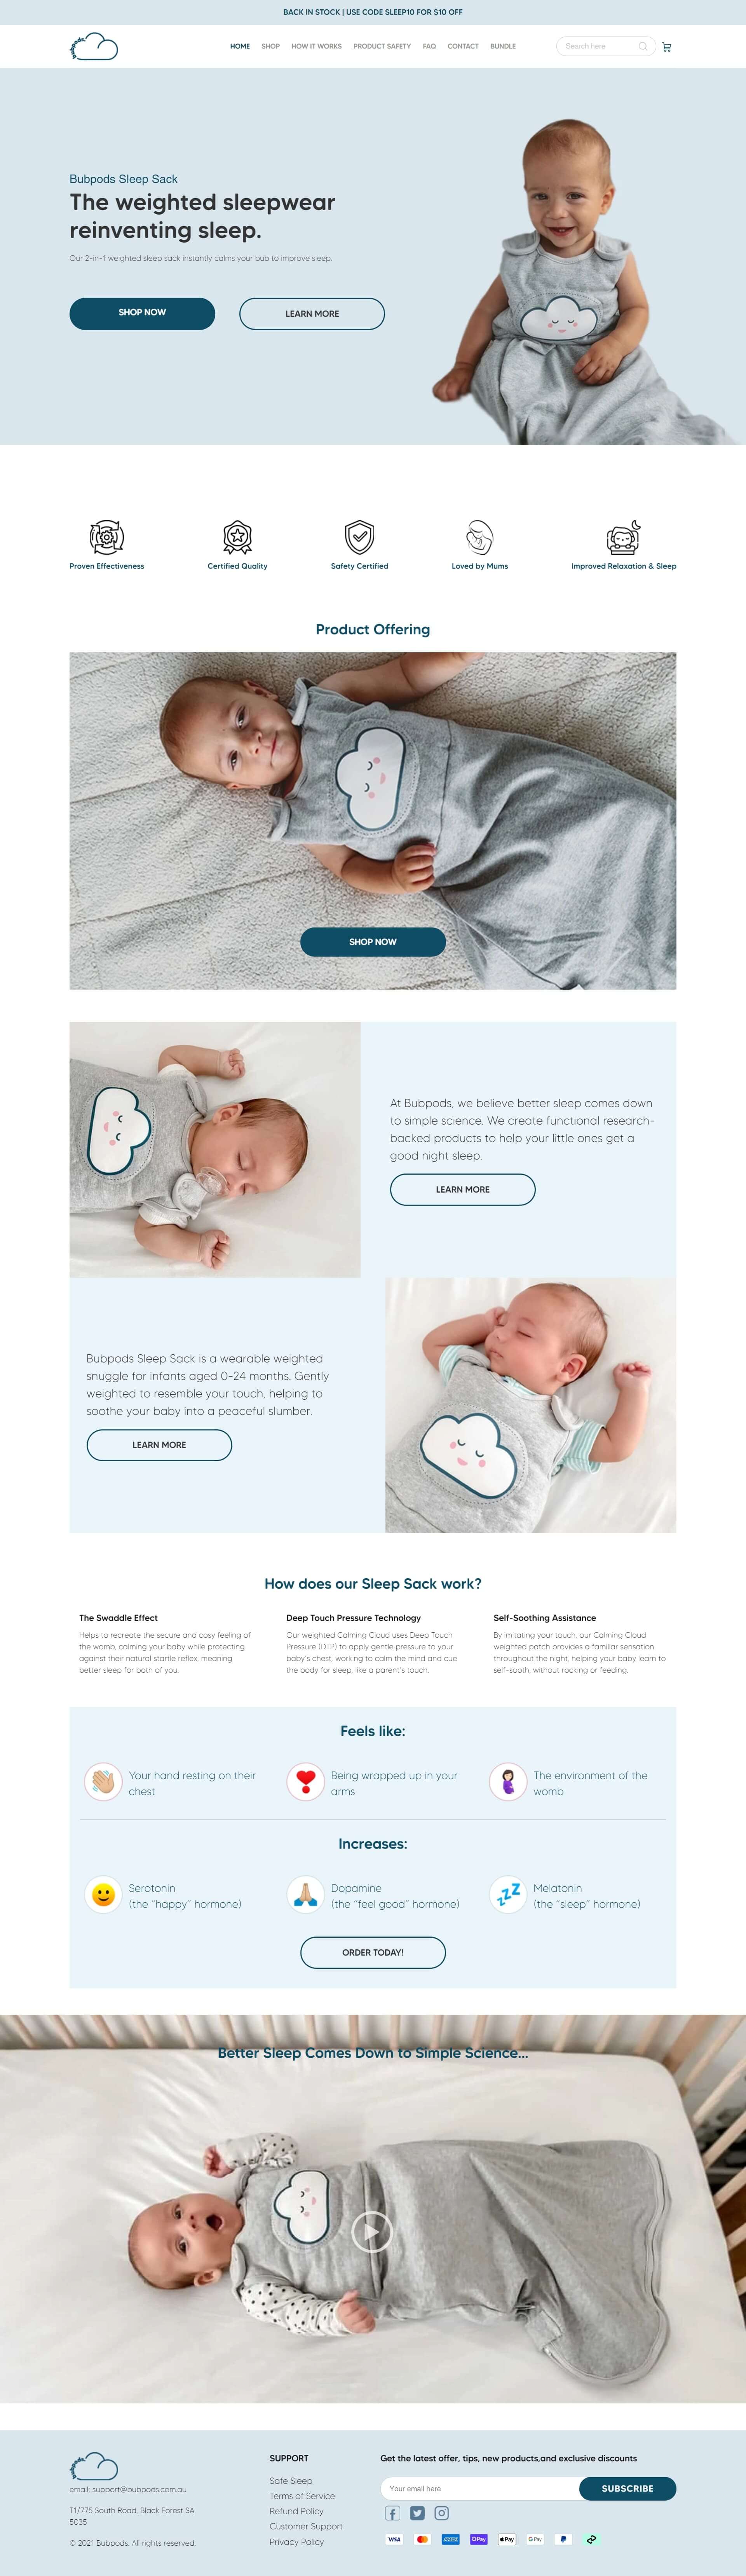 BACK IN STOCK | USE CODE SLEEP10 FOR $10 OFF
HOME SHOP HOW IT WORKS PRODUCT SAFETY FAQ CONTACT BUNDLE Search here
Bubpods Sleep Sack
The weighted sleepwear
reinventing sleep.
Our 2-in-1 weighted sleep sack instantly calms your bub to improve sleep.
SHOP NOW LEARN MORE
Proven Effectiveness Certified Quality Safety Certified Loved by Mums Improved Relaxation & Sleep
Product Offering
SHOP NOW
At Bubpods, we believe better sleep comes down
to simple science. We create functional research-
backed products to help your little ones get a
good night sleep.
LEARN MORE
Bubpods Sleep Sack is a wearable weighted
snuggle for infants aged 0-24 months. Gently
weighted to resemble your touch, helping to
soothe your baby into a peaceful slumber.
LEARN MORE
How does our Sleep Sack work?
The Swaddle Effect
Helps to recreate the secure and cosy feeling of
the womb, calming your baby while protecting
against their natural startle reflex, meaning
better sleep for both of you.
Deep Touch Pressure Technology
Our weighted Calming Cloud uses Deep Touch
Pressure (DTP) to apply gentle pressure to your
baby's chest, working to calm the mind and cue
the body for sleep, like a parent's touch.
Self-Soothing Assistance
By imitating your touch, our Calming Cloud
weighted patch provides a familiar sensation
throughout the night, helping your baby learn to
self-sooth, without rocking or feeding.
Feels like:
Your hand resting on their
chest
Being wrapped up in your
arms
The environment of the
womb
Increases:
Serotonin
(the "happy" hormone)
Dopamine
(the "feel good" hormone)
Melatonin
(the "sleep" hormone)
ORDER TODAY!
Better Sleep Comes Down to Simple Science...
email: support@bubpods.com.au
T1/775 South Road, Black Forest SA
5035
© 2021 Bubpods. All rights reserved.
SUPPORT
Safe Sleep
Terms of Service
Refund Policy
Customer Support
Privacy Policy
Get the latest offer, tips, new products,and exclusive discounts
Your email here SUBSCRIBE
VISA DPay Pay G Pay